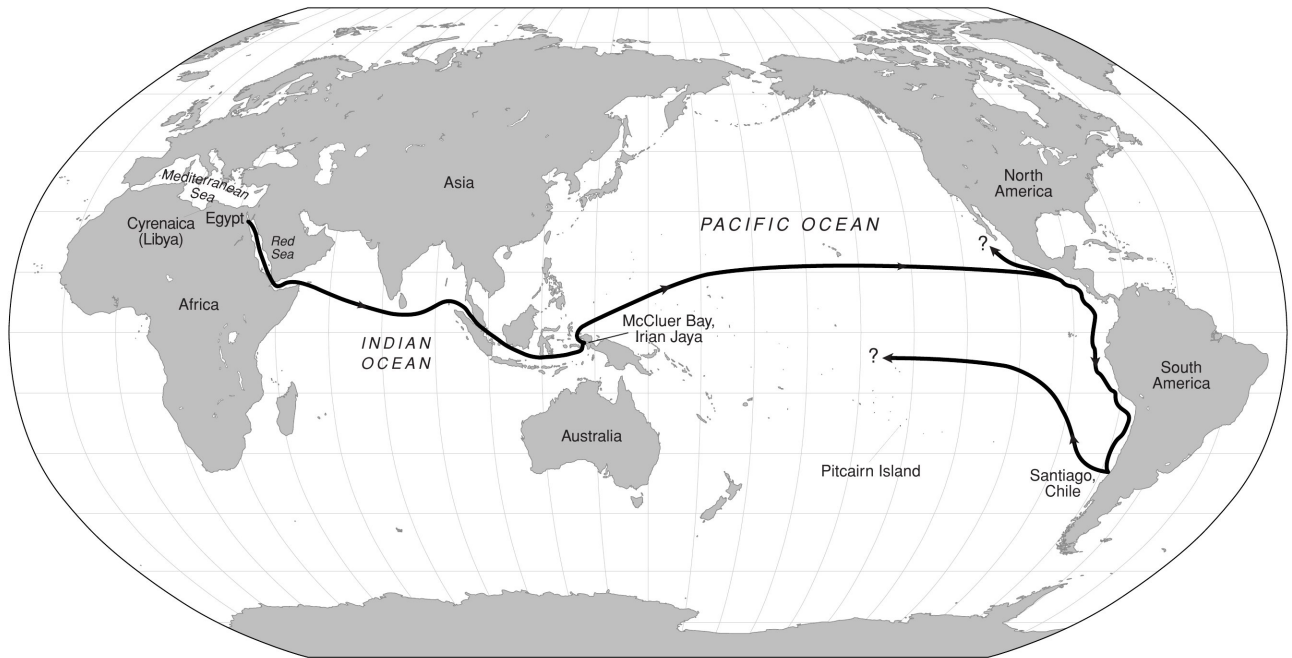 Asia
North
America
Mediterranean
Sea
Cyrenaica
(Libya)
Egypt
Red
Sea
PACIFIC OCEAN
?
Africa
McCluer Bay,
Irian Jaya
INDIAN
OCEAN
?
South
America
Australia
Pitcairn Island
Santiago,
Chile